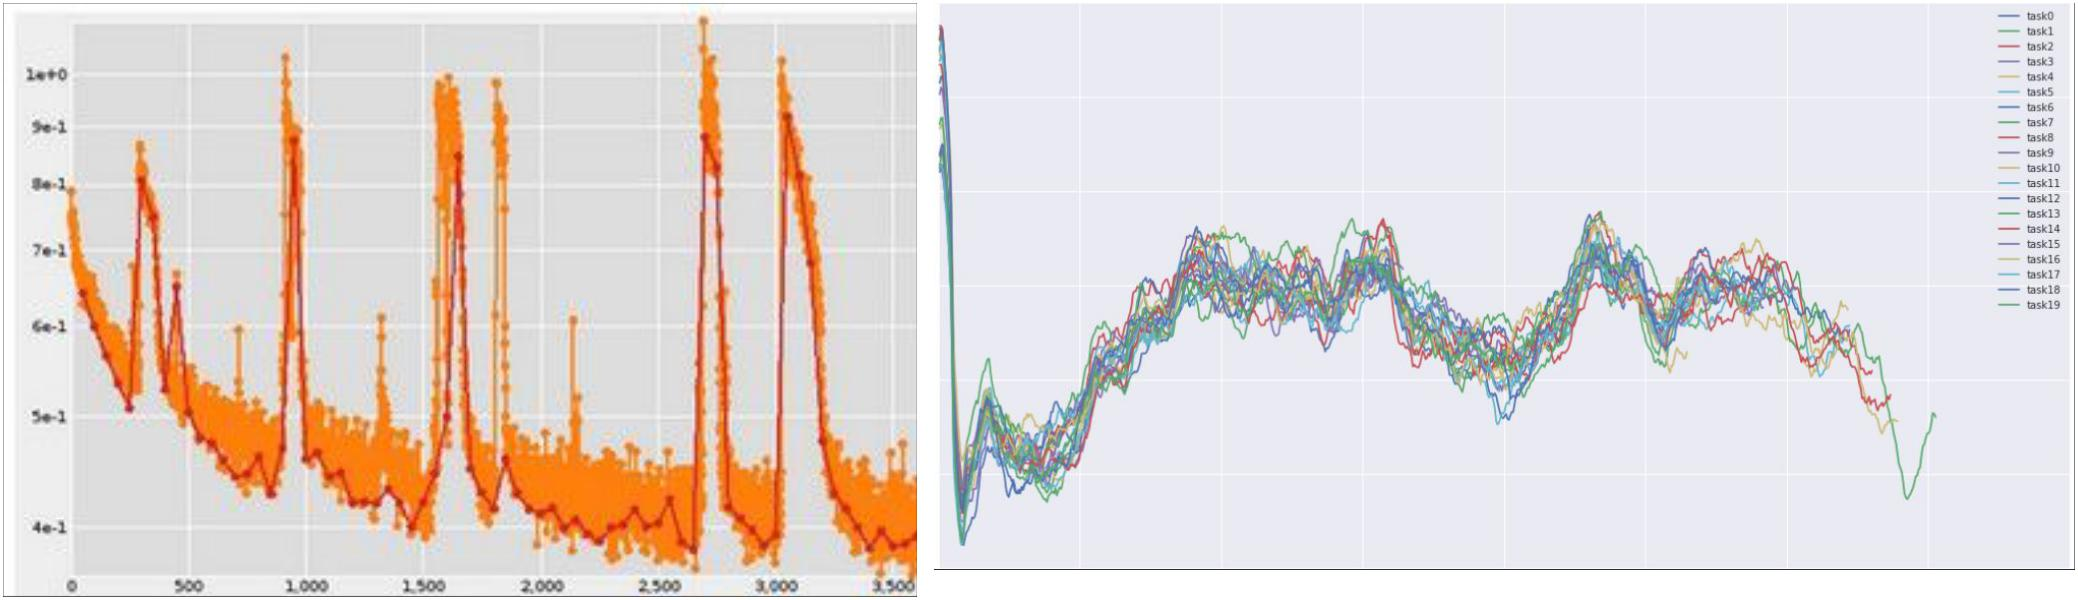 1e+0
9e-1
8e-1
7e-1
6e-1
5e-1
4e-1
0 500 1,000 1,500 2,000 2,500 3,000 3,500
task0
task1
task2
task3
task4
task5
task6
task7
task8
task9
task10
task11
task12
task13
task14
task15
task16
task17
task18
task19